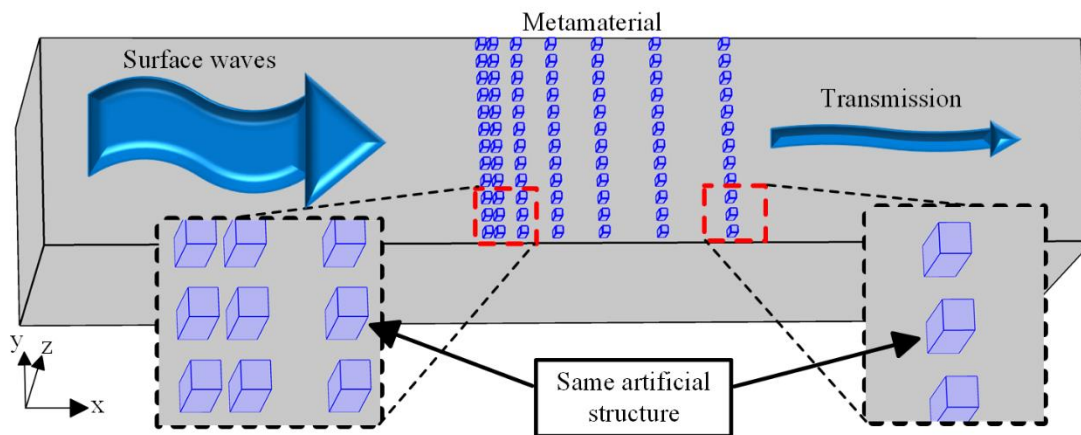 Metamaterial
Surface waves
Transmission
y
z
x
Same artificial
structure